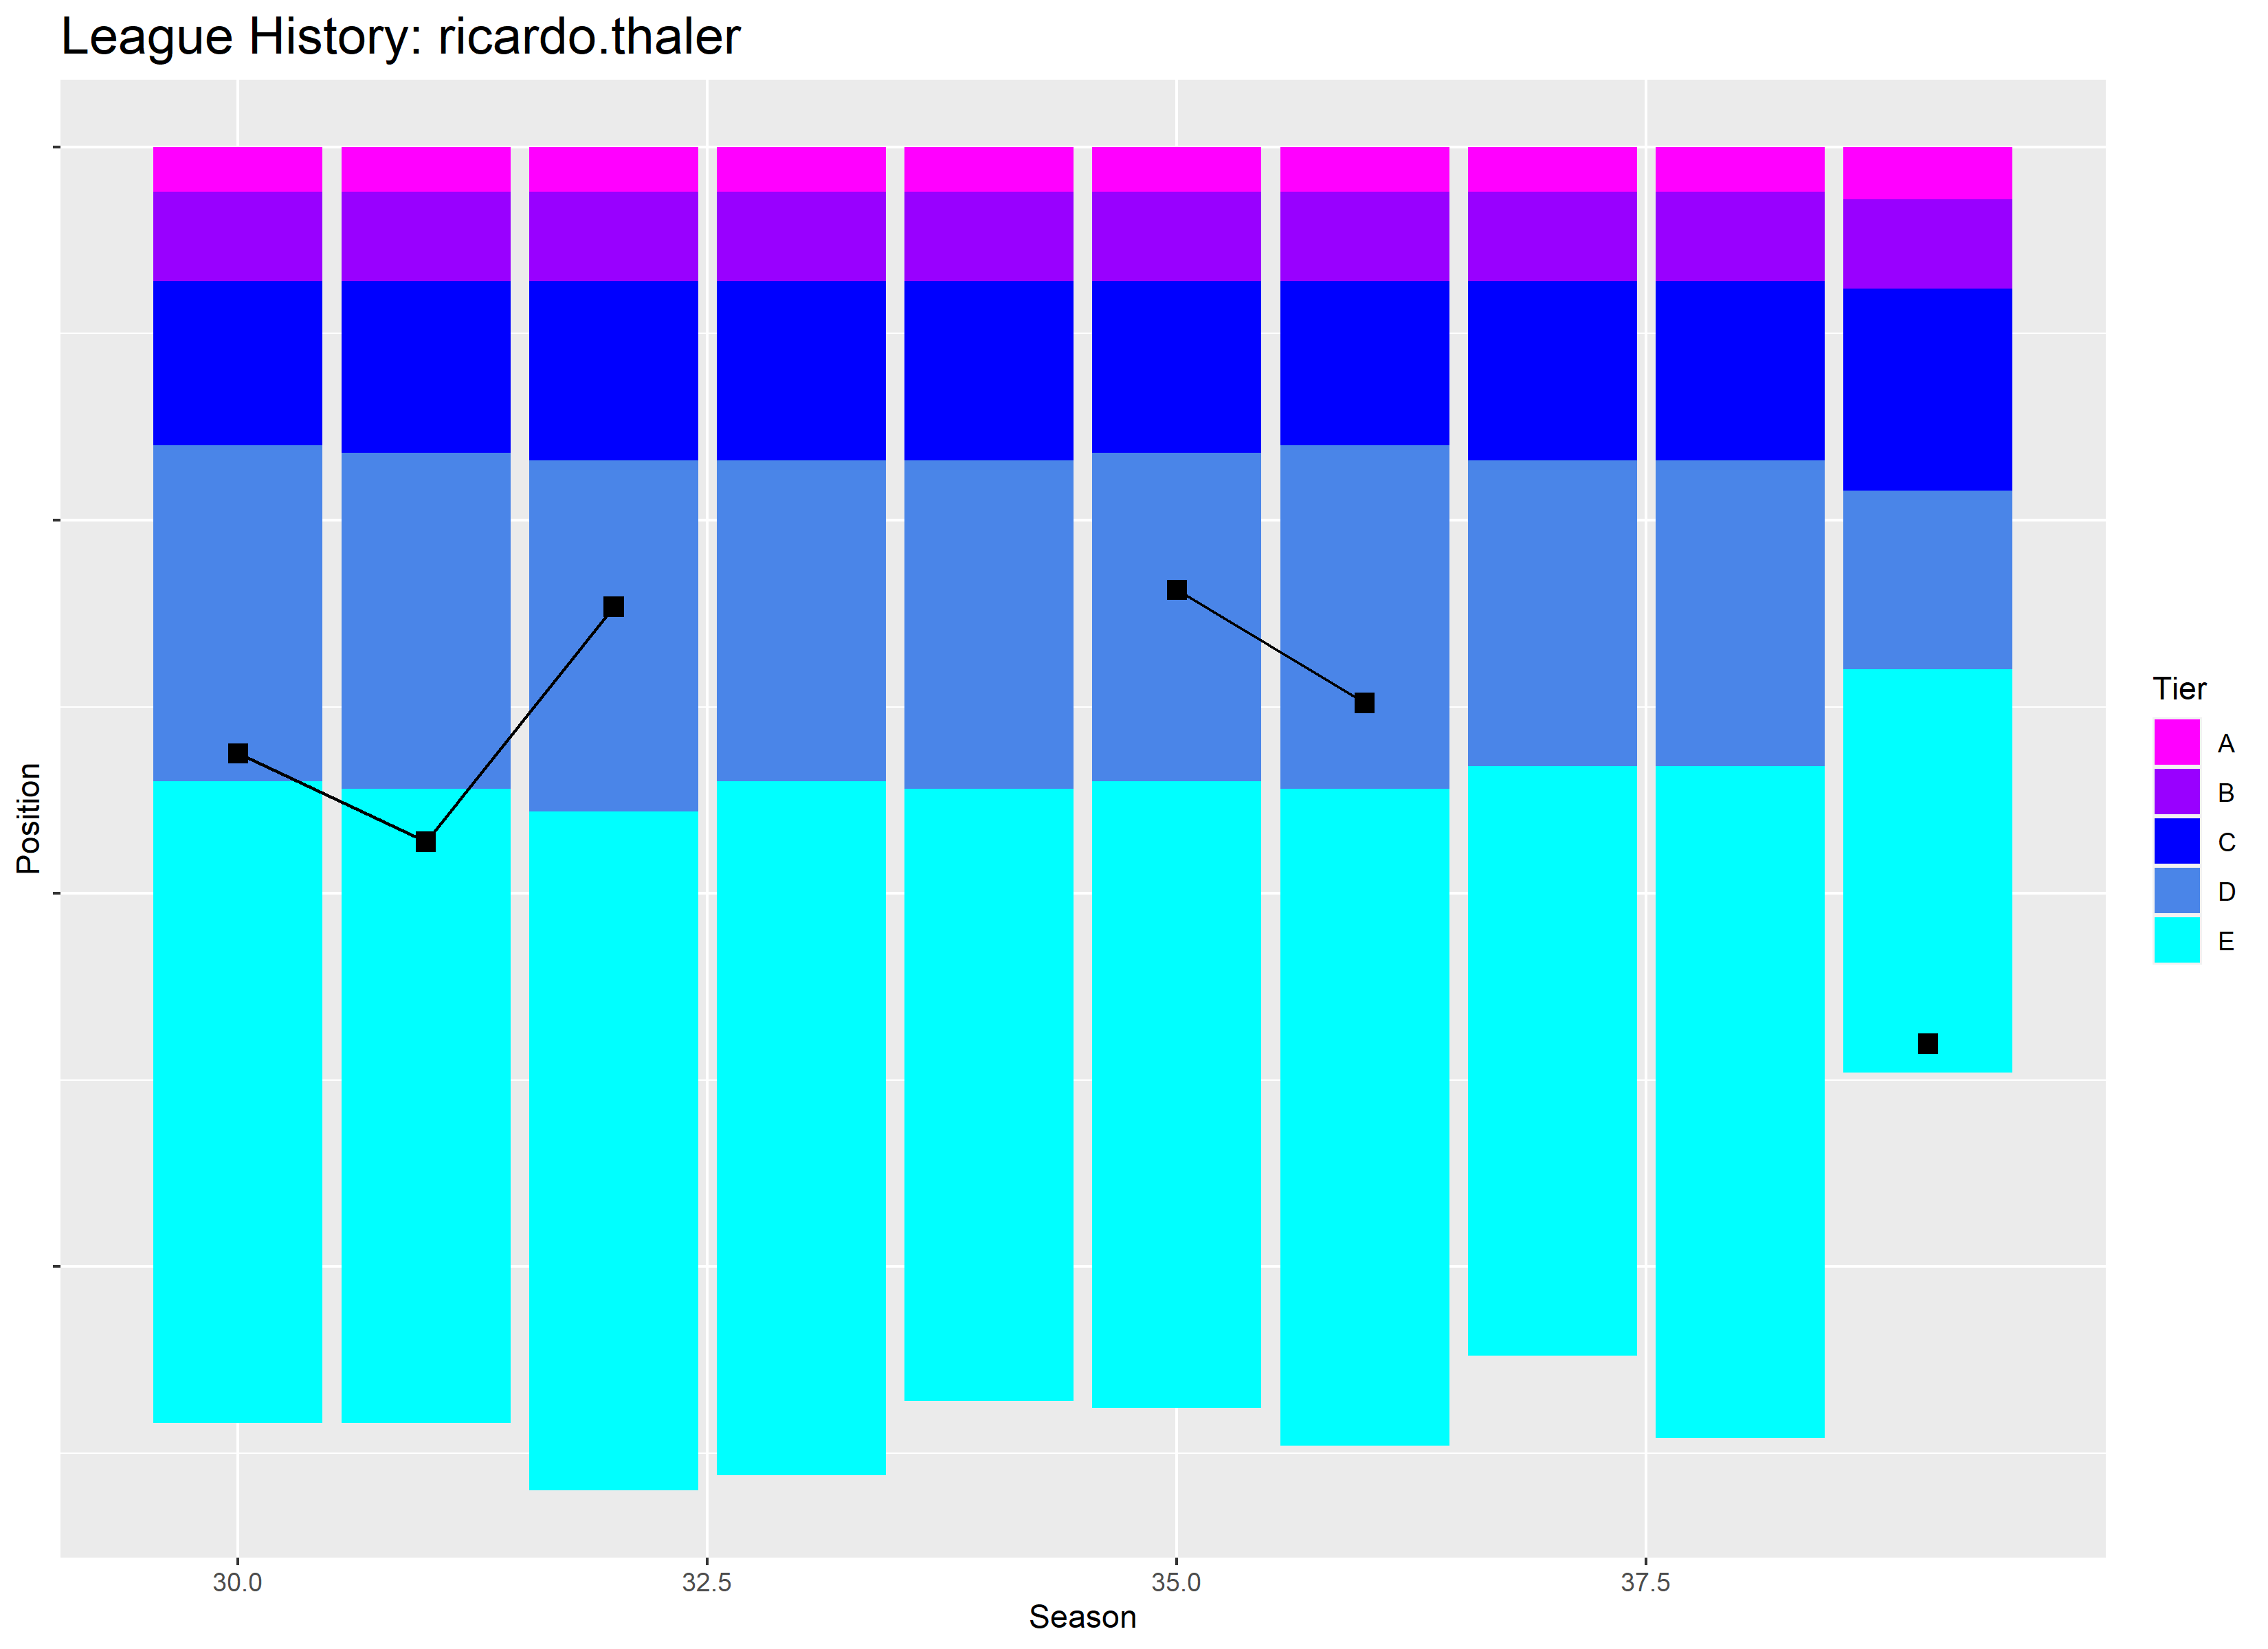 League History: ricardo.thaler
Position
Tier
A
B
C
D
E
30.0
32.5
35.0
37.5
Season